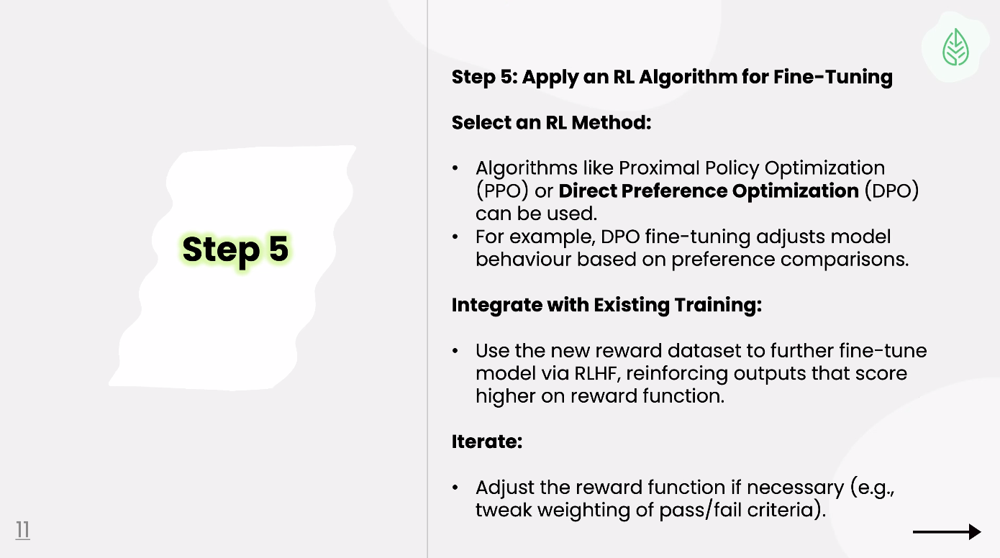 Step 5
Step 5: Apply an RL Algorithm for Fine-Tuning
Select an RL Method:
• Algorithms like Proximal Policy Optimization
(PPO) or Direct Preference Optimization (DPO)
can be used.
• For example, DPO fine-tuning adjusts model
behaviour based on preference comparisons.
Integrate with Existing Training:
• Use the new reward dataset to further fine-tune
model via RLHF, reinforcing outputs that score
higher on reward function.
Iterate:
• Adjust the reward function if necessary (e.g.,
tweak weighting of pass/fail criteria).
11